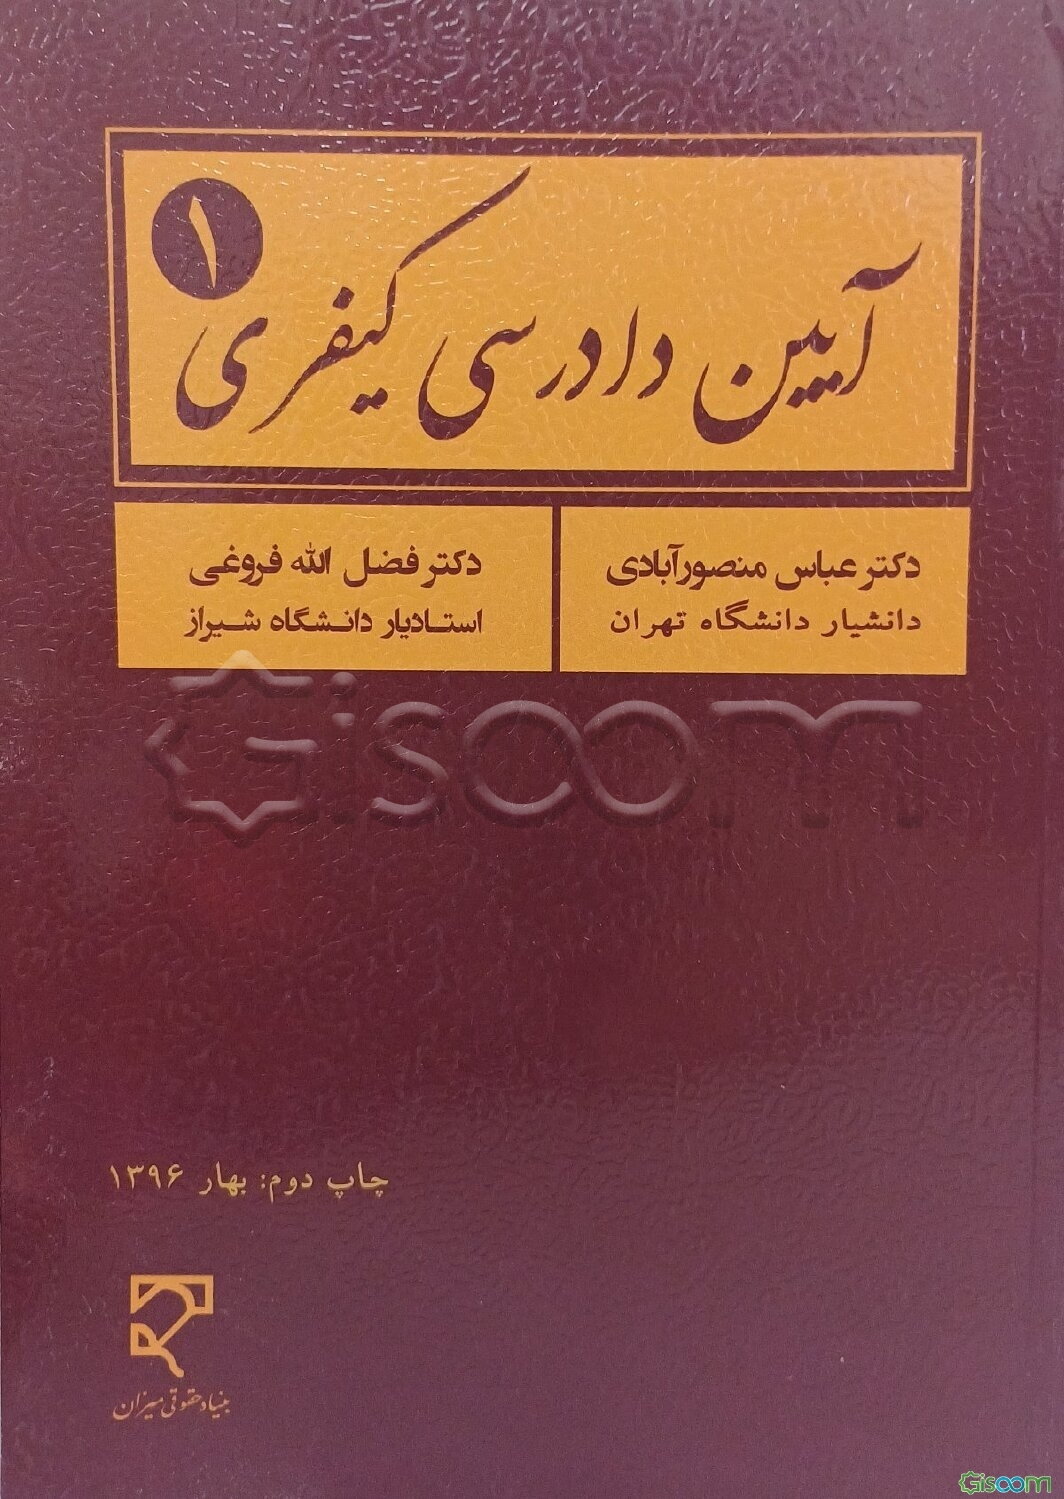 آیین دادرسی کیفری
۱
دکتر عباس منصورآبادی
دانشیار دانشگاه تهران
دکتر فضل الله فروغی
استادیار دانشگاه شیراز
Gisoom
چاپ دوم: بهار ۱۳۹۶
بنیاد حقوقی میزان
Gisoom